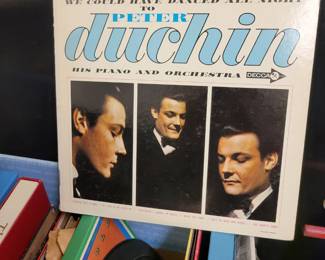 WE COULD HAVE DANCED ALL NIGHT
TO
PETER
duchin
HIS PIANO AND ORCHESTRA
DECCA